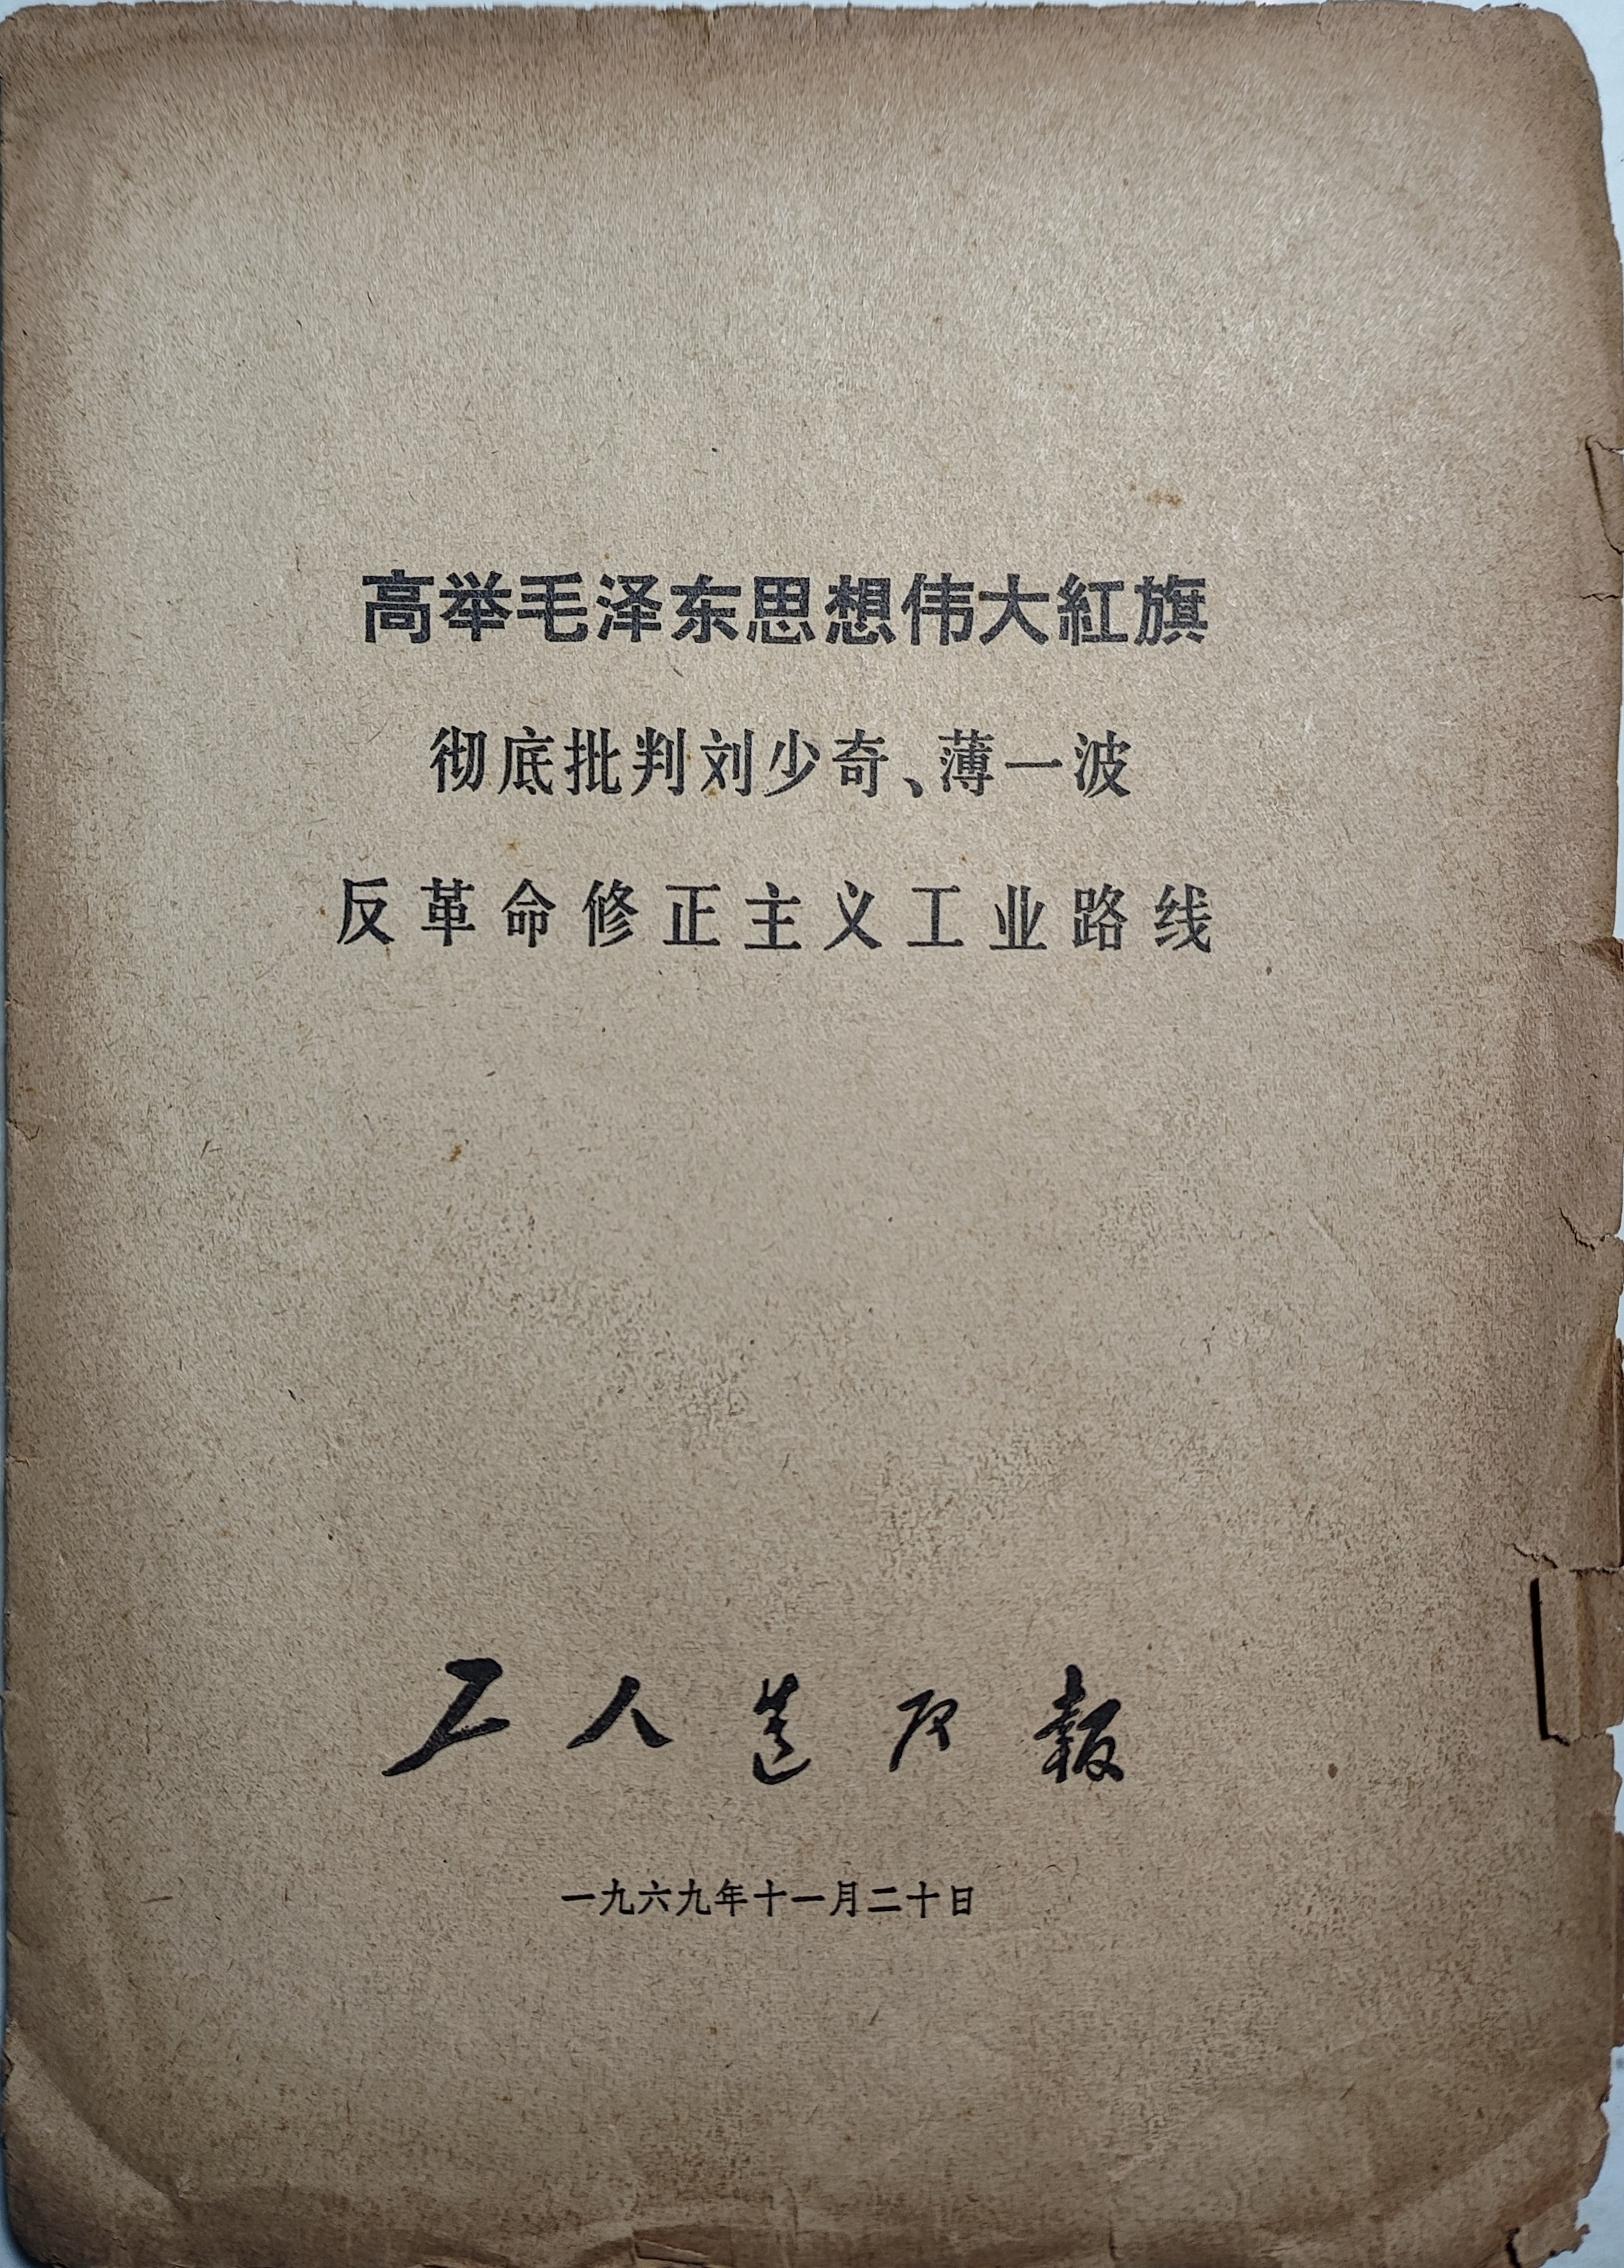 高举毛泽东思想伟大紅旗
彻底批判刘少奇、薄一波
反革命修正主义工业路线
工人造反報
一九六九年十一月二十日